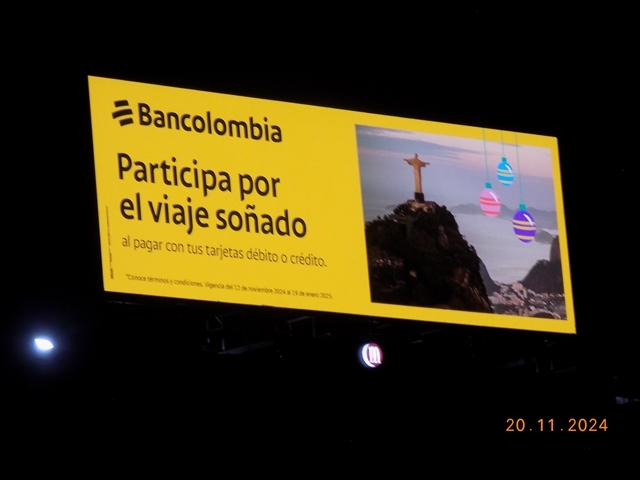 Bancolombia
Participa por
el viaje soñado
al pagar con tus tarjetas débito o crédito.
*Conoce términos y condiciones. Vigencia del 12 de noviembre 2024 al 19 de enero 2025.
m
20.11.2024